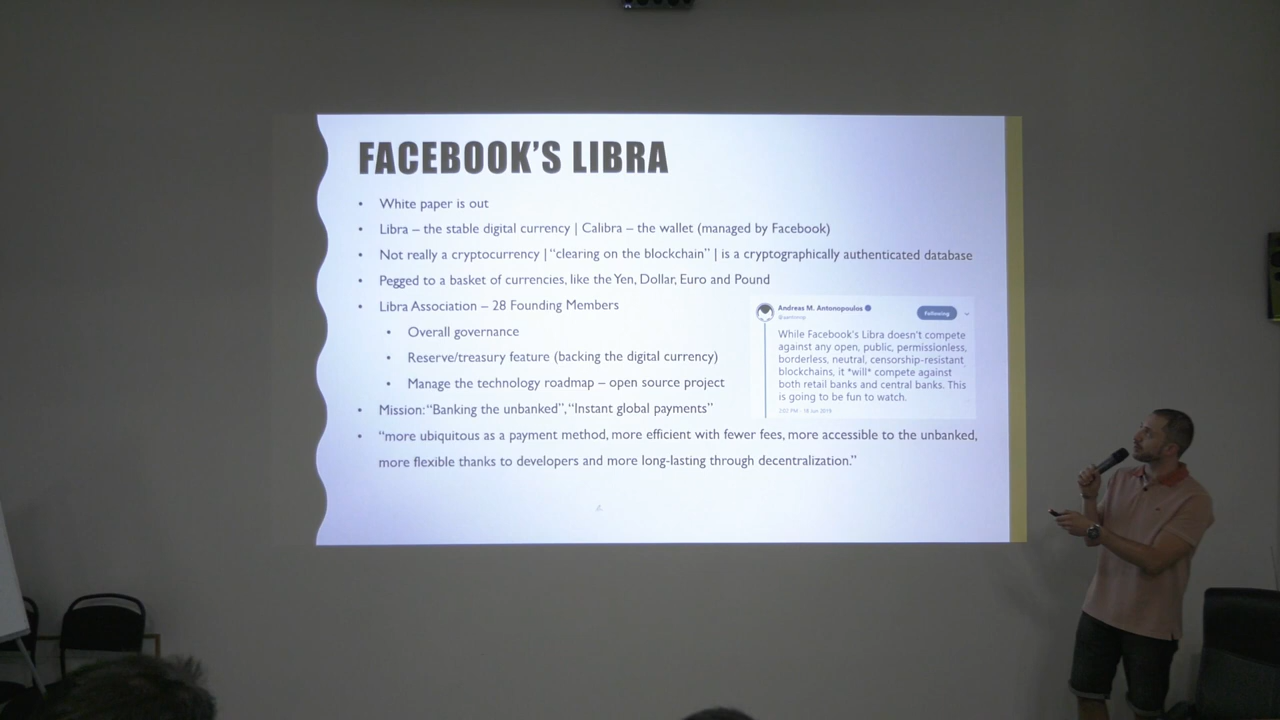 FACEBOOK'S LIBRA
• White paper is out
• Libra – the stable digital currency | Calibra – the wallet (managed by Facebook)
• Not really a cryptocurrency | "clearing on the blockchain" | is a cryptographically authenticated database
• Pegged to a basket of currencies, like the Yen, Dollar, Euro and Pound
• Libra Association – 28 Founding Members
• Overall governance
• Reserve/treasury feature (backing the digital currency)
• Manage the technology roadmap – open source project
• Mission: "Banking the unbanked", "Instant global payments"
• "more ubiquitous as a payment method, more efficient with fewer fees, more accessible to the unbanked,
more flexible thanks to developers and more long-lasting through decentralization."
Andreas M. Antonopoulos
Following
While Facebook's Libra doesn't compete
against any open, public, permissionless,
borderless, neutral, censorship-resistant
blockchains, it *will* compete against
both retail banks and central banks. This
is going to be fun to watch.
3:02 PM - 18 Jun 2019